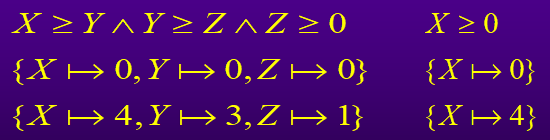 X ≥ Y ∧ Y ≥ Z ∧ Z ≥ 0 X ≥ 0
{X ↦ 0, Y ↦ 0, Z ↦ 0} {X ↦ 0}
{X ↦ 4, Y ↦ 3, Z ↦ 1} {X ↦ 4}